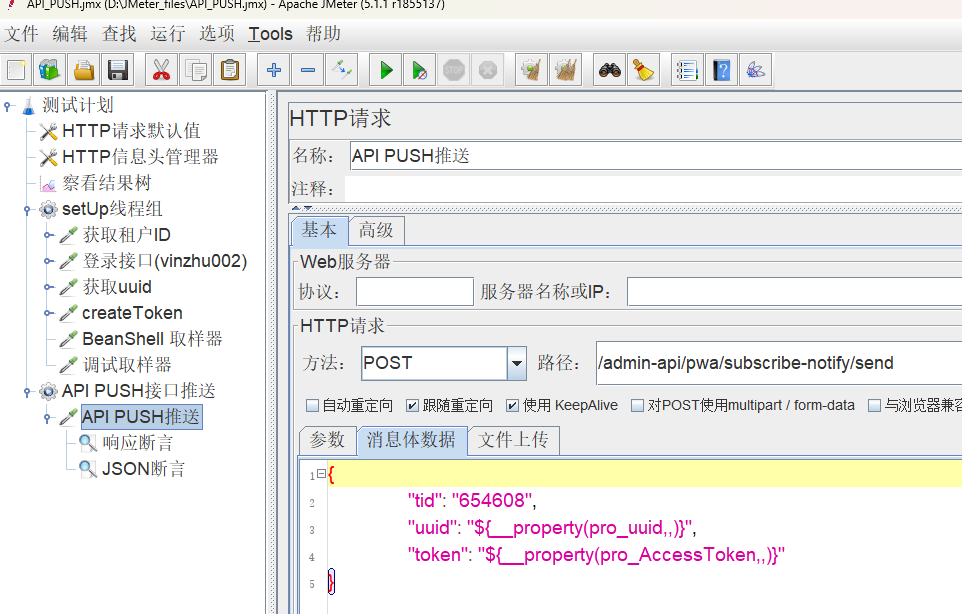 API_PUSH.jmx (D:\JMeter_files\API_PUSH.jmx) - Apache JMeter (5.1.1 r1855137)
文件 编辑 查找 运行 选项 Tools 帮助
STOP
测试计划
HTTP请求默认值
HTTP信息头管理器
察看结果树
setUp线程组
获取租户ID
登录接口(vinzhu002)
获取uuid
createToken
BeanShell 取样器
调试取样器
API PUSH接口推送
API PUSH推送
响应断言
JSON断言
HTTP请求
名称： API PUSH推送
注释：
基本 高级
Web服务器
协议： 服务器名称或IP：
HTTP请求
方法： POST 路径： /admin-api/pwa/subscribe-notify/send
自动重定向 跟随重定向 使用 KeepAlive 对POST使用multipart / form-data 与浏览器兼容
参数 消息体数据 文件上传
1 {
2 "tid": "654608",
3 "uuid": "${__property(pro_uuid,,)}",
4 "token": "${__property(pro_AccessToken,,)}"
5 }